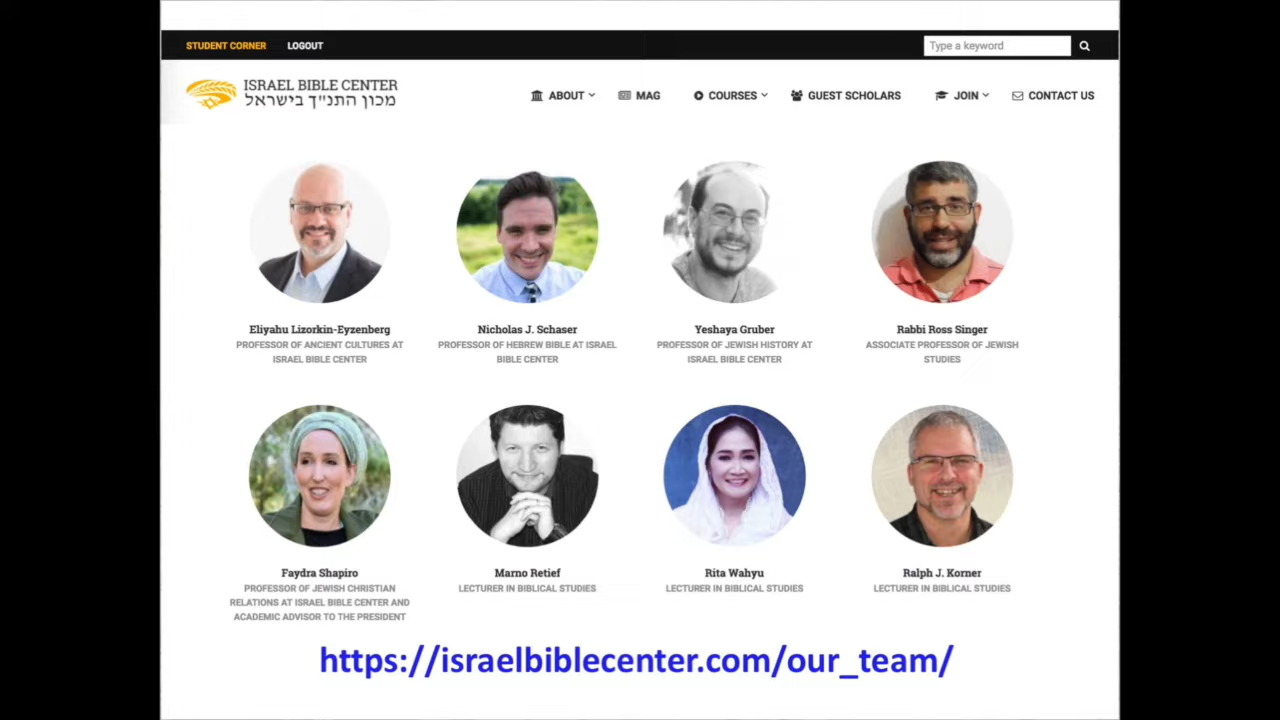 STUDENT CORNER LOGOUT Type a keyword
ISRAEL BIBLE CENTER
מכון התנ״ך בישראל
ABOUT MAG COURSES GUEST SCHOLARS JOIN CONTACT US
Eliyahu Lizorkin-Eyzenberg
PROFESSOR OF ANCIENT CULTURES AT
ISRAEL BIBLE CENTER
Nicholas J. Schaser
PROFESSOR OF HEBREW BIBLE AT ISRAEL
BIBLE CENTER
Yeshaya Gruber
PROFESSOR OF JEWISH HISTORY AT
ISRAEL BIBLE CENTER
Rabbi Ross Singer
ASSOCIATE PROFESSOR OF JEWISH
STUDIES
Faydra Shapiro
PROFESSOR OF JEWISH CHRISTIAN
RELATIONS AT ISRAEL BIBLE CENTER AND
ACADEMIC ADVISOR TO THE PRESIDENT
Marno Retief
LECTURER IN BIBLICAL STUDIES
Rita Wahyu
LECTURER IN BIBLICAL STUDIES
Ralph J. Korner
LECTURER IN BIBLICAL STUDIES
https://israelbiblecenter.com/our_team/